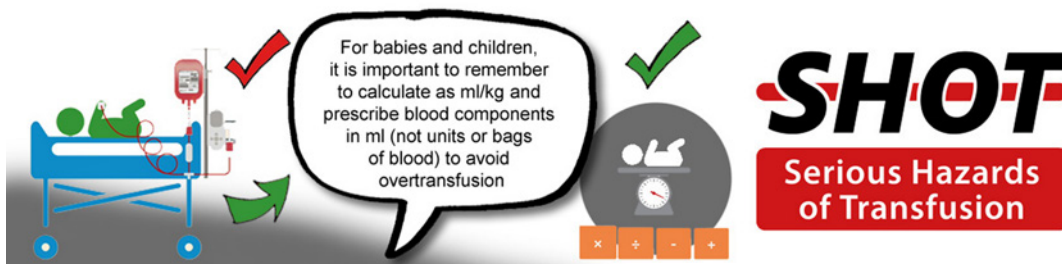 For babies and children,
it is important to remember
to calculate as ml/kg and
prescribe blood components
in ml (not units or bags
of blood) to avoid
overtransfusion
× ÷ - +
SHOT
Serious Hazards
of Transfusion